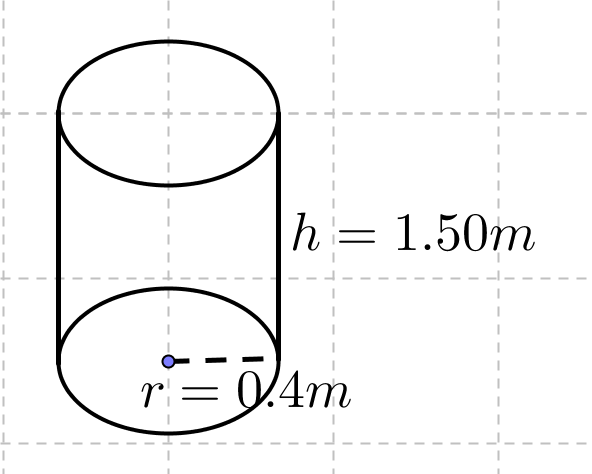 h = 1.50m
r = 0.4m